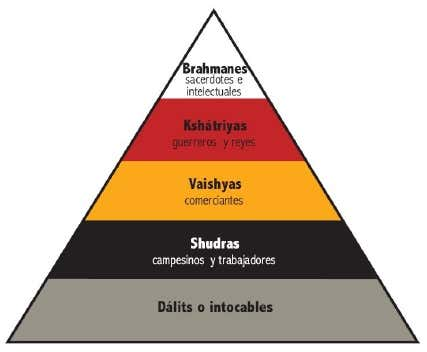 Brahmanes
sacerdotes e
intelectuales
Kshátriyas
guerreros y reyes
Vaishyas
comerciantes
Shudras
campesinos y trabajadores
Dálits o intocables